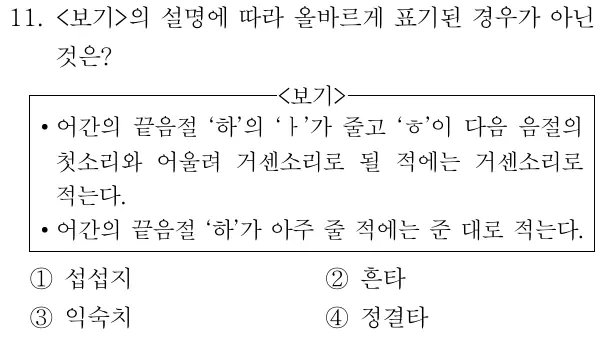 11. <보기>의 설명에 따라 올바르게 표기된 경우가 아닌
것은?
<보기>
• 어간의 끝음절 ‘하’의 ‘ㅏ’가 줄고 ‘ㅎ’이 다음 음절의
첫소리와 어울려 거센소리로 될 적에는 거센소리로
적는다.
• 어간의 끝음절 ‘하’가 아주 줄 적에는 준 대로 적는다.
① 섭섭지 ② 흔타
③ 익숙치 ④ 정결타